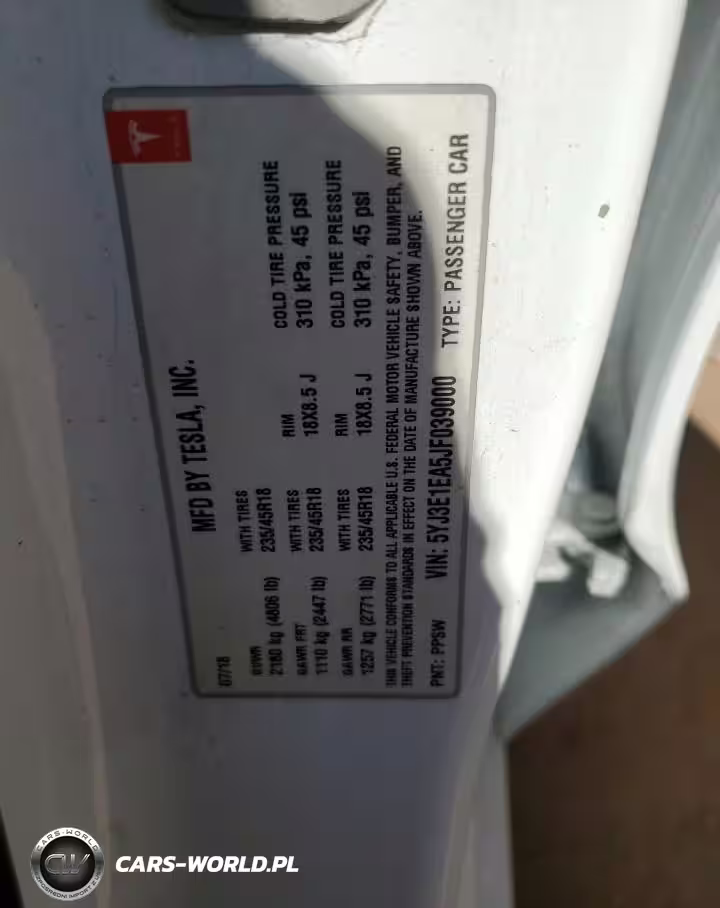 MFD BY TESLA, INC.
07/18
GVWR
2180 kg (4806 lb)
WITH TIRES
235/45R18
RIM
18X8.5 J
COLD TIRE PRESSURE
310 kPa, 45 psi
GAWR FRT
1110 kg (2447 lb)
WITH TIRES
235/45R18
RIM
18X8.5 J
COLD TIRE PRESSURE
310 kPa, 45 psi
GAWR RR
1257 kg (2771 lb)
WITH TIRES
235/45R18
THIS VEHICLE CONFORMS TO ALL APPLICABLE U.S. FEDERAL MOTOR VEHICLE SAFETY, BUMPER, AND
THEFT PREVENTION STANDARDS IN EFFECT ON THE DATE OF MANUFACTURE SHOWN ABOVE.
PNT: PPSW VIN: 5YJ3E1EA5JF039000 TYPE: PASSENGER CAR
CARS-WORLD
CW
CARS-WORLD.PL